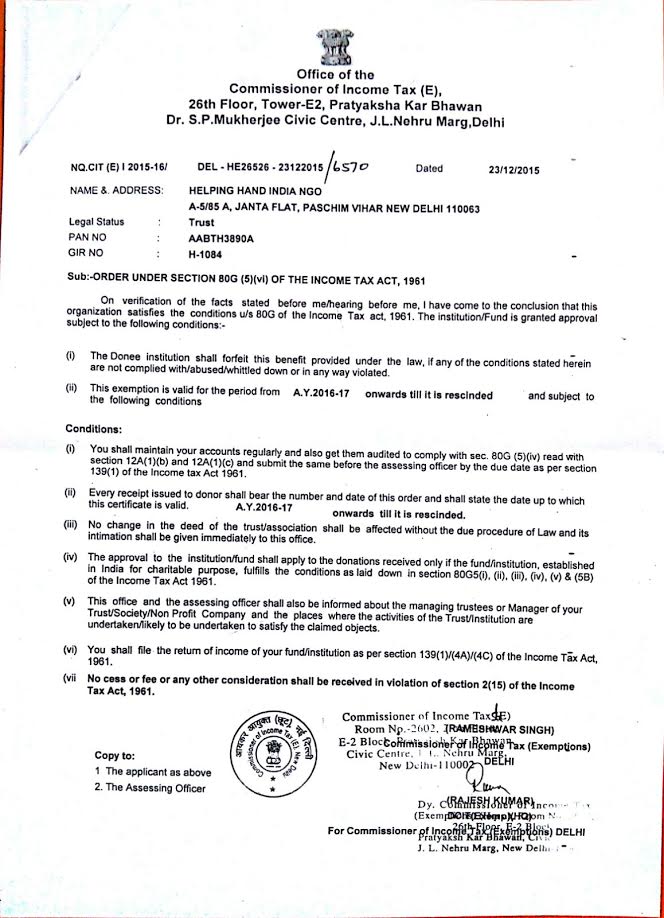 Office of the
Commissioner of Income Tax (E),
26th Floor, Tower-E2, Pratyaksha Kar Bhawan
Dr. S.P.Mukherjee Civic Centre, J.L.Nehru Marg,Delhi
NQ.CIT (E) I 2015-16/ DEL - HE26526 - 23122015 /6570 Dated 23/12/2015
NAME &. ADDRESS: HELPING HAND INDIA NGO
A-5/85 A, JANTA FLAT, PASCHIM VIHAR NEW DELHI 110063
Legal Status : Trust
PAN NO : AABTH3890A
GIR NO : H-1084
Sub:-ORDER UNDER SECTION 80G (5)(vi) OF THE INCOME TAX ACT, 1961
On verification of the facts stated before me/hearing before me, I have come to the conclusion that this
organization satisfies the conditions u/s 80G of the Income Tax act, 1961. The institution/Fund is granted approval
subject to the following conditions:-
(i) The Donee institution shall forfeit this benefit provided under the law, if any of the conditions stated herein
are not complied with/abused/whittled down or in any way violated.
(ii) This exemption is valid for the period from A.Y.2016-17 onwards till it is rescinded and subject to
the following conditions
Conditions:
(i) You shall maintain your accounts regularly and also get them audited to comply with sec. 80G (5)(iv) read with
section 12A(1)(b) and 12A(1)(c) and submit the same before the assessing officer by the due date as per section
139(1) of the Income tax Act 1961.
(ii) Every receipt issued to donor shall bear the number and date of this order and shall state the date up to which
this certificate is valid. A.Y.2016-17 onwards till it is rescinded.
(iii) No change in the deed of the trust/association shall be affected without the due procedure of Law and its
intimation shall be given immediately to this office.
(iv) The approval to the institution/fund shall apply to the donations received only if the fund/institution, established
in India for charitable purpose, fulfills the conditions as laid down in section 80G5(i), (ii), (iii), (iv), (v) & (5B)
of the Income Tax Act 1961.
(v) This office and the assessing officer shall also be informed about the managing trustees or Manager of your
Trust/Society/Non Profit Company and the places where the activities of the Trust/Institution are
undertaken/likely to be undertaken to satisfy the claimed objects.
(vi) You shall file the return of income of your fund/institution as per section 139(1)/(4A)/(4C) of the Income Tax Act,
1961.
(vii No cess or fee or any other consideration shall be received in violation of section 2(15) of the Income
Tax Act, 1961.
आयकर आयुक्त (छूट) नई दिल्ली
Commissioner of Income Tax (E), New Delhi
Commissioner of Income Tax (E)
Room No.-2602, (RAMESHWAR SINGH)
E-2 Block Commissioner of Income Tax (Exemptions)
Civic Centre, J. L. Nehru Marg,
New Delhi-110002 DELHI
Copy to:
1 The applicant as above
2. The Assessing Officer
(RAJESH KUMAR)
Dy. Commissioner of Income Tax
26th Floor, E-2 Block
For Commissioner of Income Tax (Exemptions) DELHI
Pratyaksh Kar Bhawan,
J. L. Nehru Marg, New Delhi